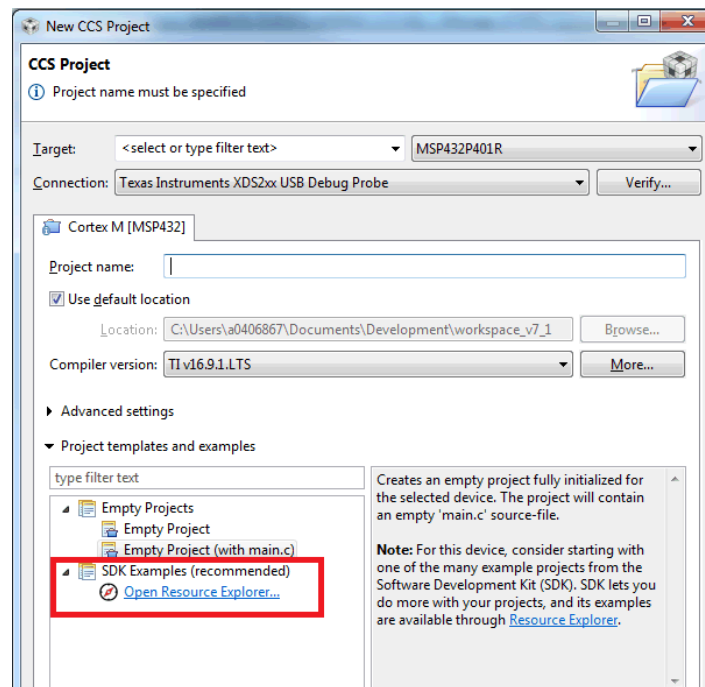 New CCS Project
CCS Project
Project name must be specified
Target: <select or type filter text> MSP432P401R
Connection: Texas Instruments XDS2xx USB Debug Probe Verify...
Cortex M [MSP432]
Project name:
Use default location
Location: C:\Users\a0406867\Documents\Development\workspace_v7_1 Browse...
Compiler version: TI v16.9.1.LTS More...
Advanced settings
Project templates and examples
type filter text
Empty Projects
Empty Project
Empty Project (with main.c)
SDK Examples (recommended)
Open Resource Explorer...
Creates an empty project fully initialized for
the selected device. The project will contain
an empty 'main.c' source-file.
Note: For this device, consider starting with
one of the many example projects from the
Software Development Kit (SDK). SDK lets you
do more with your projects, and its examples
are available through Resource Explorer.